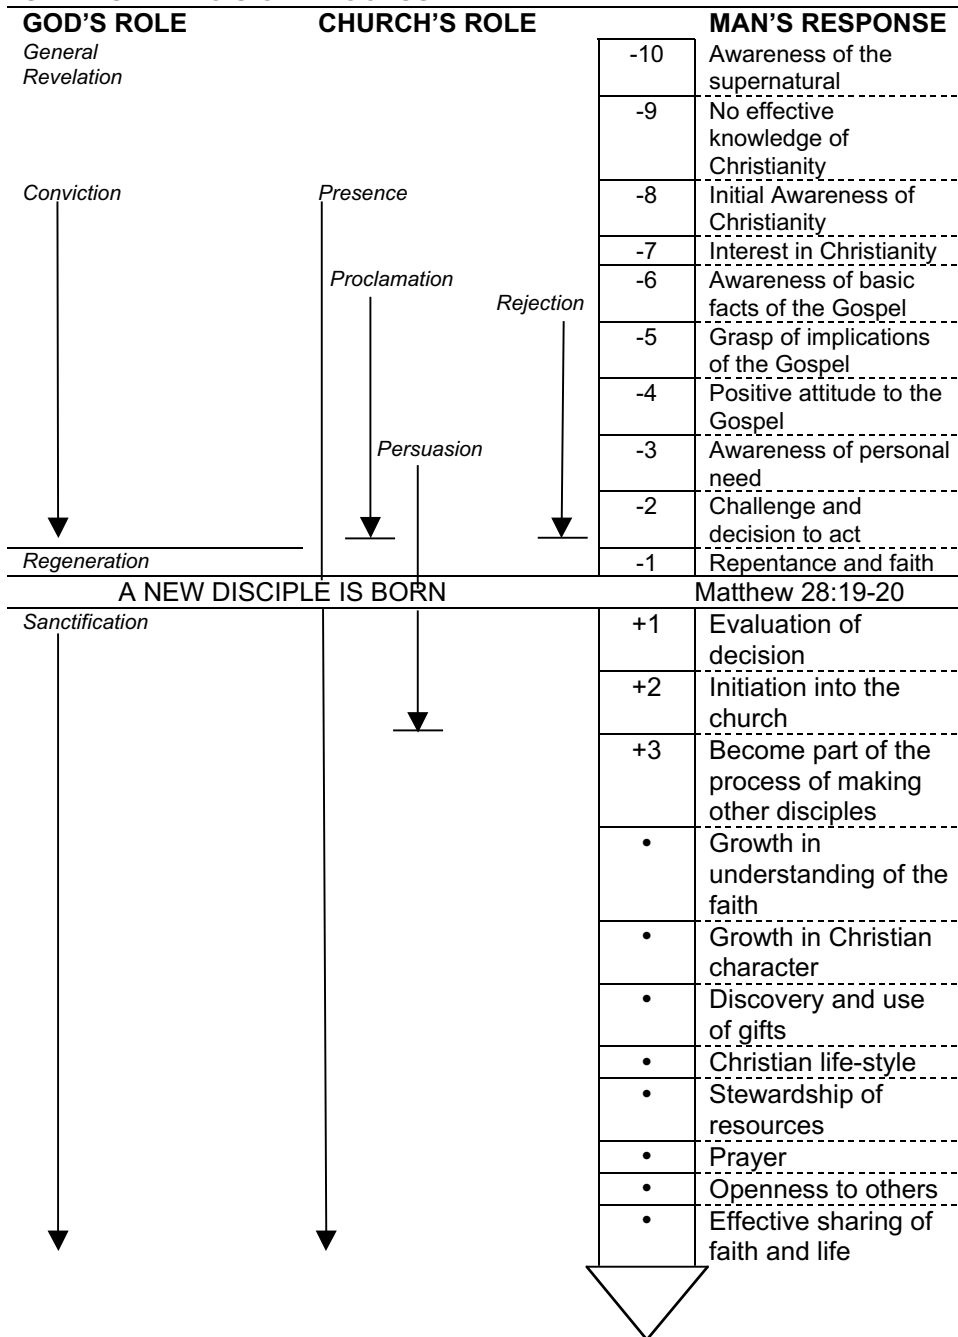 GOD'S ROLE CHURCH'S ROLE MAN'S RESPONSE
General
Revelation
-10 Awareness of the
supernatural
-9 No effective
knowledge of
Christianity
Conviction Presence -8 Initial Awareness of
Christianity
-7 Interest in Christianity
Proclamation -6 Awareness of basic
facts of the Gospel
Rejection
-5 Grasp of implications
of the Gospel
-4 Positive attitude to the
Gospel
Persuasion -3 Awareness of personal
need
-2 Challenge and
decision to act
Regeneration -1 Repentance and faith
A NEW DISCIPLE IS BORN Matthew 28:19-20
Sanctification +1 Evaluation of
decision
+2 Initiation into the
church
+3 Become part of the
process of making
other disciples
• Growth in
understanding of the
faith
• Growth in Christian
character
• Discovery and use
of gifts
• Christian life-style
• Stewardship of
resources
• Prayer
• Openness to others
• Effective sharing of
faith and life